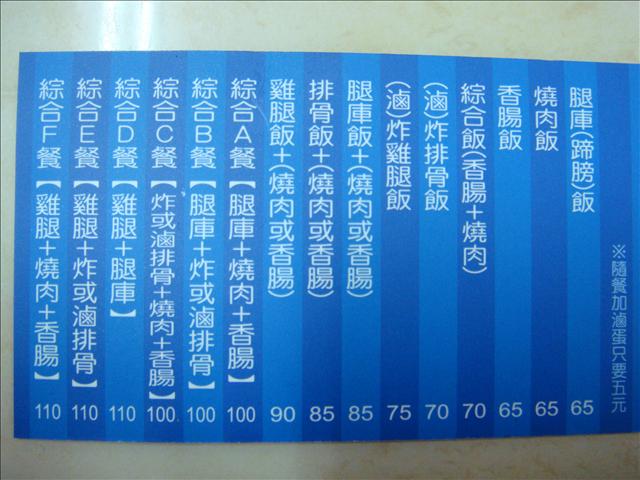 ※隨餐加滷蛋只要五元
腿庫(蹄膀)飯 65
燒肉飯 65
香腸飯 65
綜合飯(香腸+燒肉) 70
(滷)炸排骨飯 70
(滷)炸雞腿飯 75
腿庫飯+(燒肉或香腸) 85
排骨飯+(燒肉或香腸) 85
雞腿飯+(燒肉或香腸) 90
綜合A餐【腿庫+燒肉+香腸】 100
綜合B餐【腿庫+炸或滷排骨】 100
綜合C餐【炸或滷排骨+燒肉+香腸】 100
綜合D餐【雞腿+腿庫】 110
綜合E餐【雞腿+炸或滷排骨】 110
綜合F餐【雞腿+燒肉+香腸】 110